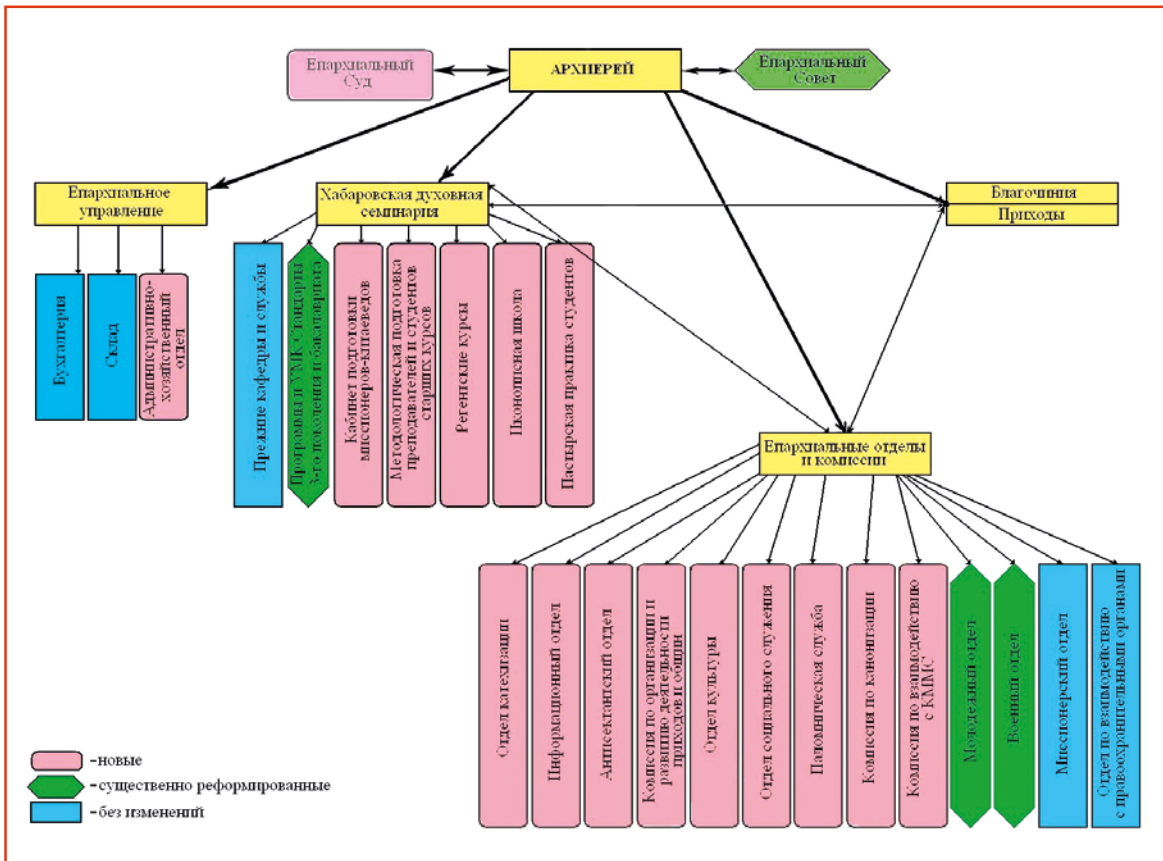 Епархиальный
Суд
АРХИЕРЕЙ
Епархиальный
Совет
Епархиальное
управление
Хабаровская духовная
семинария
Благочиния
Приходы
Бухгалтерия
Склад
Административно-
хозяйственный
отдел
Прежние кафедры и службы
Программы и УМК Стандарты
3-го поколения и бакалавриата
Кабинет подготовки
миссионеров-китаеведов
Методологическая подготовка
преподавателей и студентов
старших курсов
Регентские курсы
Иконописная школа
Пастырская практика студентов
Епархиальные отделы
и комиссии
Отдел катехизации
Информационный отдел
Антисектантский отдел
Комиссия по организации и
развитию деятельности
приходов и общин
Отдел культуры
Отдел социального служения
Паломническая служба
Комиссия по канонизации
Комиссия по взаимодействию
с КММС
Молодежный отдел
Военный отдел
Миссионерский отдел
Отдел по взаимодействию
с правоохранительными органами
-новые
-существенно реформированные
-без изменений